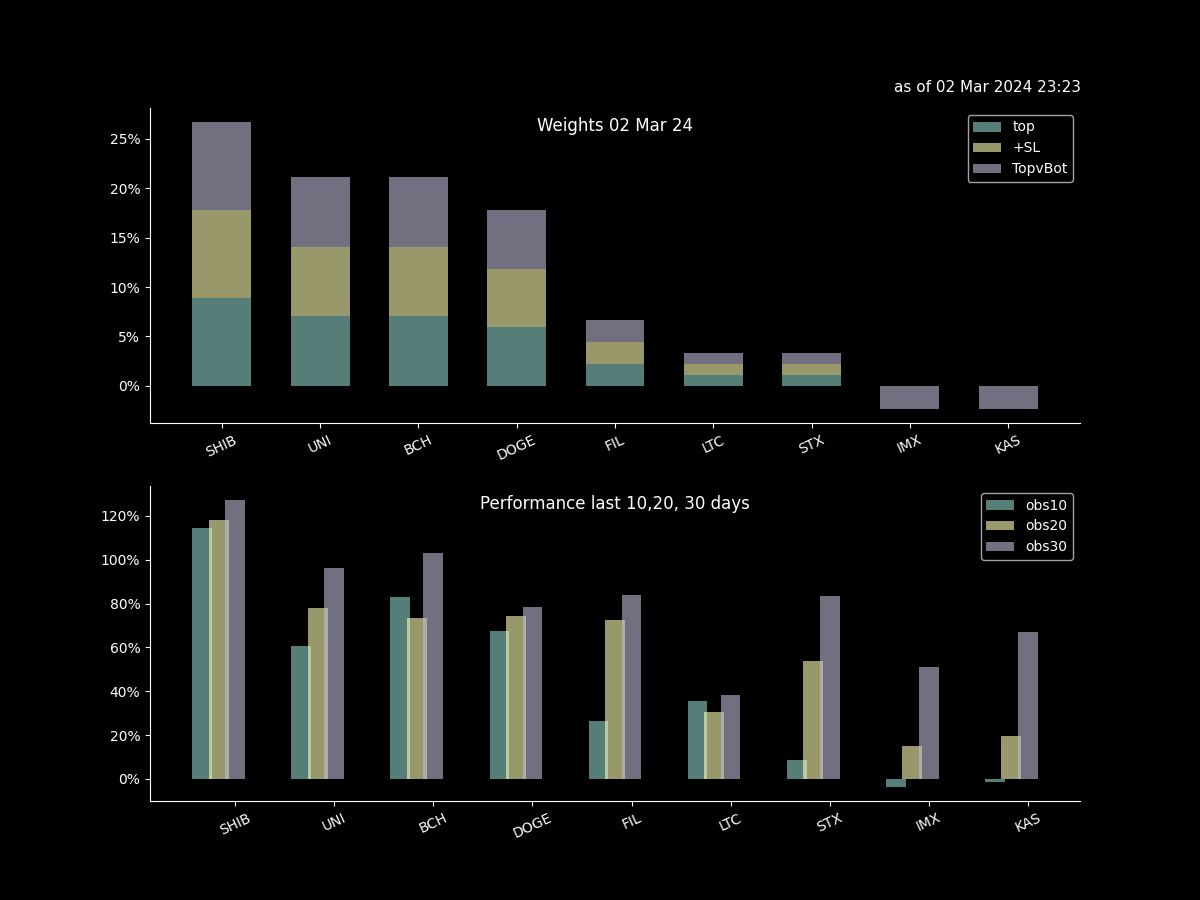 as of 02 Mar 2024 23:23
Weights 02 Mar 24
top
+SL
TopvBot
25%
20%
15%
10%
5%
0%
SHIB UNI BCH DOGE FIL LTC STX IMX KAS
Performance last 10,20, 30 days
obs10
obs20
obs30
120%
100%
80%
60%
40%
20%
0%
SHIB UNI BCH DOGE FIL LTC STX IMX KAS